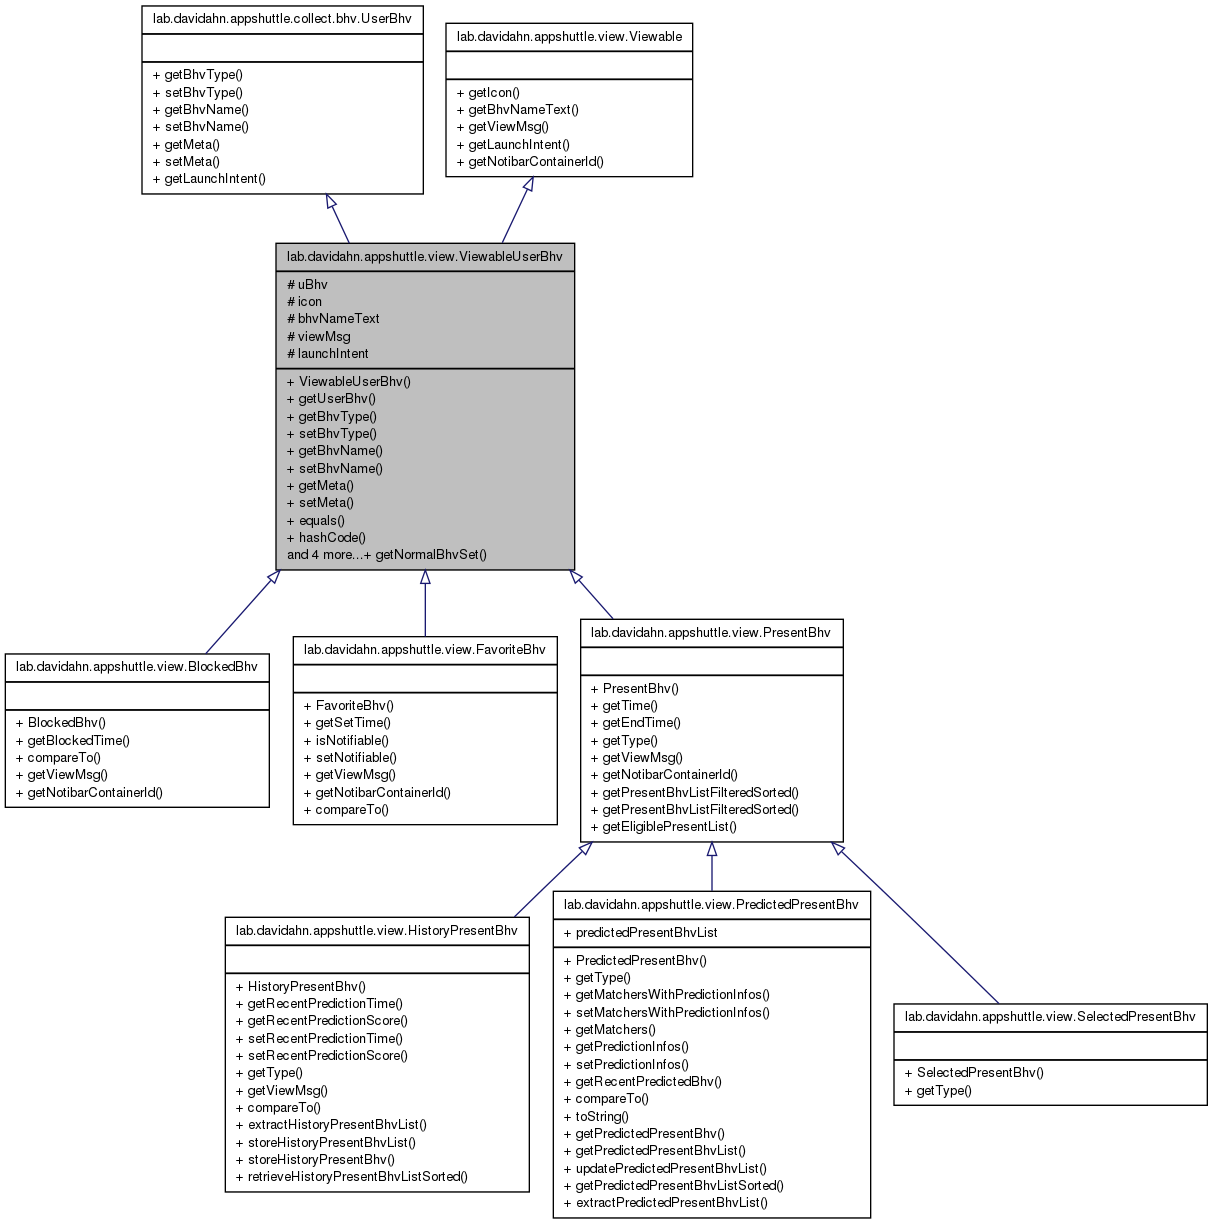 lab.davidahn.appshuttle.collect.bhv.UserBhv
+ getBhvType()
+ setBhvType()
+ getBhvName()
+ setBhvName()
+ getMeta()
+ setMeta()
+ getLaunchIntent()
lab.davidahn.appshuttle.view.Viewable
+ getIcon()
+ getBhvNameText()
+ getViewMsg()
+ getLaunchIntent()
+ getNotibarContainerId()
lab.davidahn.appshuttle.view.ViewableUserBhv
# uBhv
# icon
# bhvNameText
# viewMsg
# launchIntent
+ ViewableUserBhv()
+ getUserBhv()
+ getBhvType()
+ setBhvType()
+ getBhvName()
+ setBhvName()
+ getMeta()
+ setMeta()
+ equals()
+ hashCode()
and 4 more...+ getNormalBhvSet()
lab.davidahn.appshuttle.view.BlockedBhv
+ BlockedBhv()
+ getBlockedTime()
+ compareTo()
+ getViewMsg()
+ getNotibarContainerId()
lab.davidahn.appshuttle.view.FavoriteBhv
+ FavoriteBhv()
+ getSetTime()
+ isNotifiable()
+ setNotifiable()
+ getViewMsg()
+ getNotibarContainerId()
+ compareTo()
lab.davidahn.appshuttle.view.PresentBhv
+ PresentBhv()
+ getTime()
+ getEndTime()
+ getType()
+ getViewMsg()
+ getNotibarContainerId()
+ getPresentBhvListFilteredSorted()
+ getPresentBhvListFilteredSorted()
+ getEligiblePresentList()
lab.davidahn.appshuttle.view.HistoryPresentBhv
+ HistoryPresentBhv()
+ getRecentPredictionTime()
+ getRecentPredictionScore()
+ setRecentPredictionTime()
+ setRecentPredictionScore()
+ getType()
+ getViewMsg()
+ compareTo()
+ extractHistoryPresentBhvList()
+ storeHistoryPresentBhvList()
+ storeHistoryPresentBhv()
+ retrieveHistoryPresentBhvListSorted()
lab.davidahn.appshuttle.view.PredictedPresentBhv
+ predictedPresentBhvList
+ PredictedPresentBhv()
+ getType()
+ getMatchersWithPredictionInfos()
+ setMatchersWithPredictionInfos()
+ getMatchers()
+ getPredictionInfos()
+ setPredictionInfos()
+ getRecentPredictedBhv()
+ compareTo()
+ toString()
+ getPredictedPresentBhv()
+ getPredictedPresentBhvList()
+ updatePredictedPresentBhvList()
+ getPredictedPresentBhvListSorted()
+ extractPredictedPresentBhvList()
lab.davidahn.appshuttle.view.SelectedPresentBhv
+ SelectedPresentBhv()
+ getType()